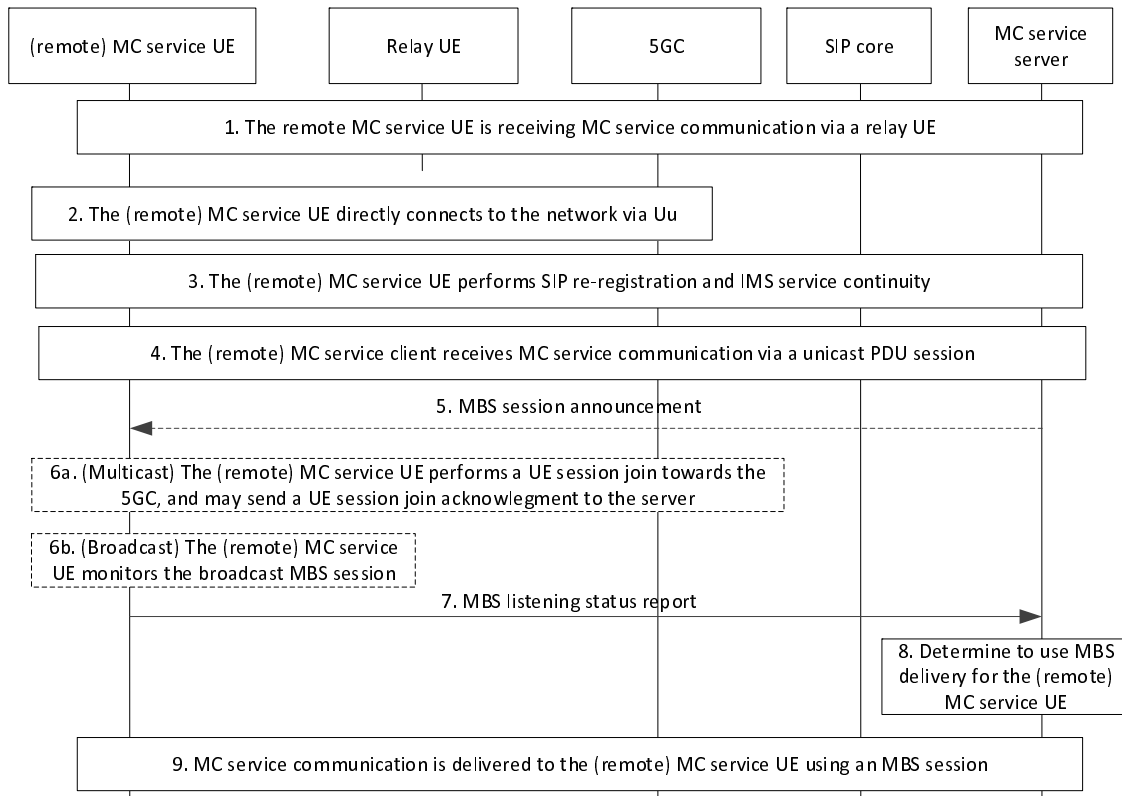 (remote) MC service UE
Relay UE
5GC
SIP core
MC service
server
1. The remote MC service UE is receiving MC service communication via a relay UE
2. The (remote) MC service UE directly connects to the network via Uu
3. The (remote) MC service UE performs SIP re-registration and IMS service continuity
4. The (remote) MC service client receives MC service communication via a unicast PDU session
5. MBS session announcement
6a. (Multicast) The (remote) MC service UE performs a UE session join towards the
5GC, and may send a UE session join acknowlegment to the server
6b. (Broadcast) The (remote) MC service
UE monitors the broadcast MBS session
7. MBS listening status report
8. Determine to use MBS
delivery for the (remote)
MC service UE
9. MC service communication is delivered to the (remote) MC service UE using an MBS session